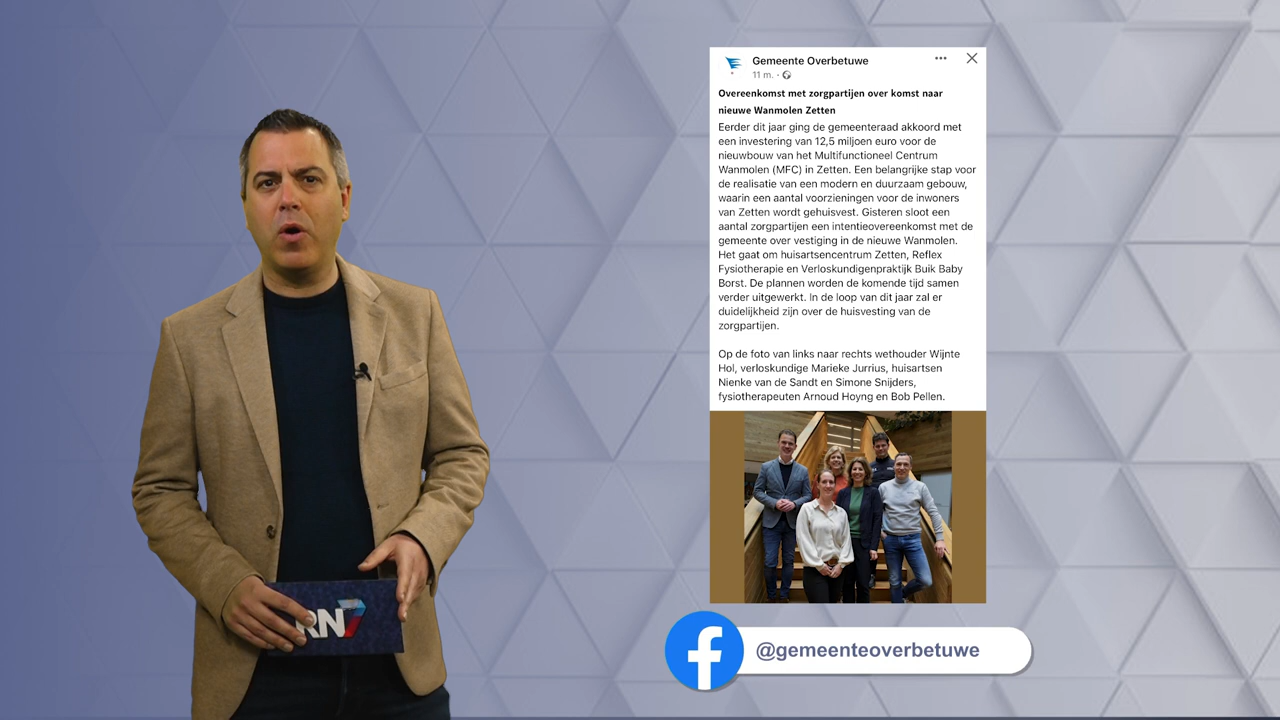 Gemeente Overbetuwe
11 m. ·
Overeenkomst met zorgpartijen over komst naar
nieuwe Wanmolen Zetten
Eerder dit jaar ging de gemeenteraad akkoord met
een investering van 12,5 miljoen euro voor de
nieuwbouw van het Multifunctioneel Centrum
Wanmolen (MFC) in Zetten. Een belangrijke stap voor
de realisatie van een modern en duurzaam gebouw,
waarin een aantal voorzieningen voor de inwoners
van Zetten wordt gehuisvest. Gisteren sloot een
aantal zorgpartijen een intentieovereenkomst met de
gemeente over vestiging in de nieuwe Wanmolen.
Het gaat om huisartsencentrum Zetten, Reflex
Fysiotherapie en Verloskundigenpraktijk Buik Baby
Borst. De plannen worden de komende tijd samen
verder uitgewerkt. In de loop van dit jaar zal er
duidelijkheid zijn over de huisvesting van de
zorgpartijen.
Op de foto van links naar rechts wethouder Wijnte
Hol, verloskundige Marieke Jurrius, huisartsen
Nienke van de Sandt en Simone Snijders,
fysiotherapeuten Arnoud Hoyng en Bob Pellen.
RN7
@gemeenteoverbetuwe